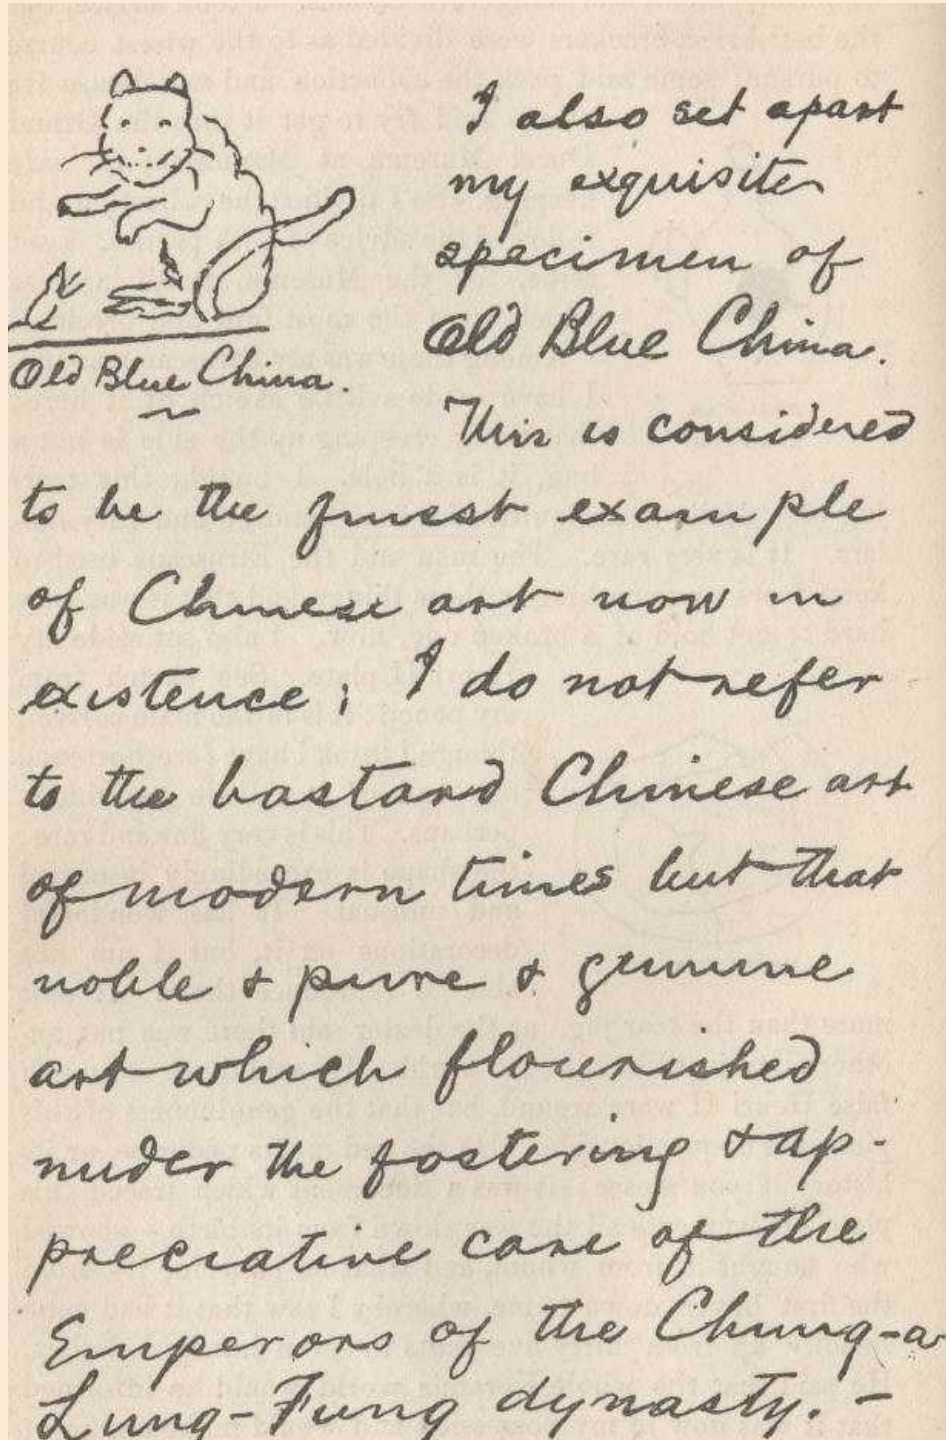 I also set apart
my exquisite
specimen of
Old Blue China.
Old Blue China.
This is considered
to be the finest example
of Chinese art now in
existence; I do not refer
to the bastard Chinese art
of modern times but that
noble & pure & genuine
art which flourished
under the fostering & ap-
preciative care of the
Emperors of the Chung-a-
Lung-Fung dynasty. –